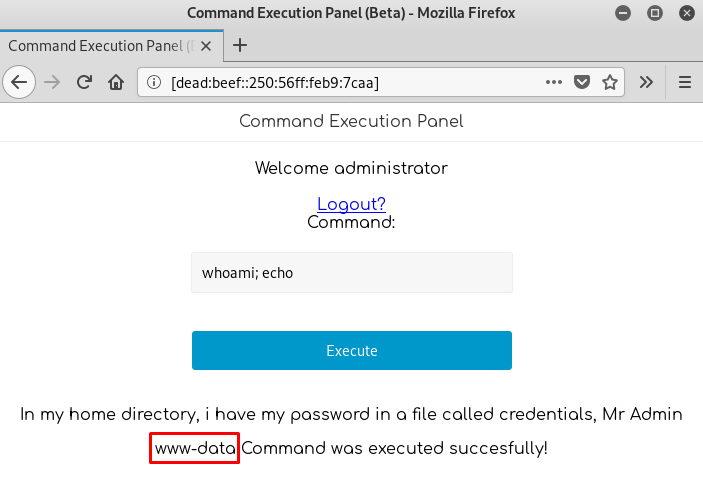 Command Execution Panel (Beta) - Mozilla Firefox
Command Execution Panel (
[dead:beef::250:56ff:feb9:7caa]
Command Execution Panel
Welcome administrator
Logout?
Command:
whoami; echo
Execute
In my home directory, i have my password in a file called credentials, Mr Admin
www-data Command was executed succesfully!